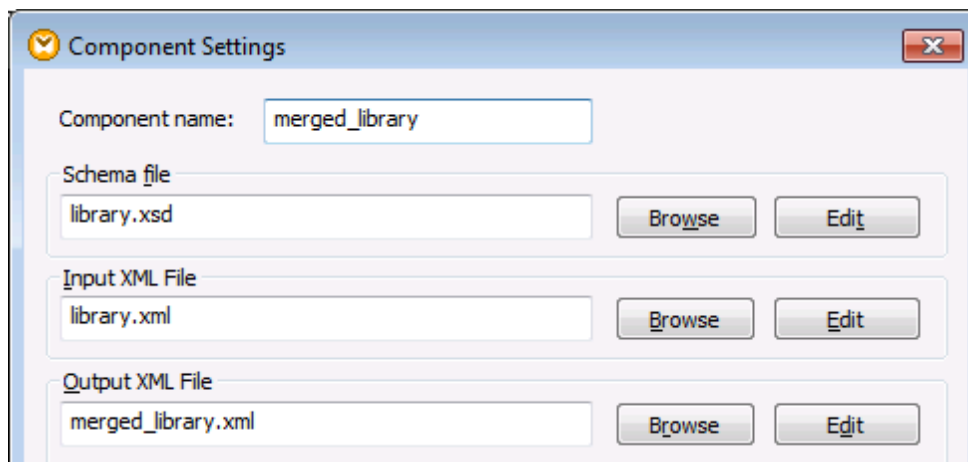 Component Settings
Component name: merged_library
Schema file
library.xsd Browse Edit
Input XML File
library.xml Browse Edit
Output XML File
merged_library.xml Browse Edit